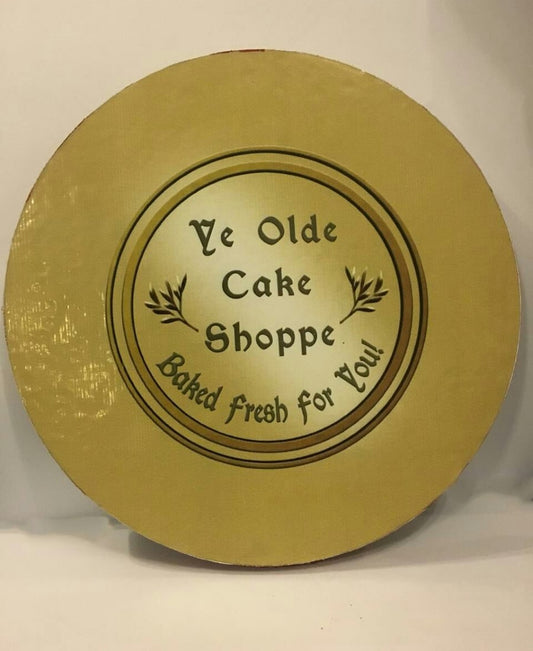 Ye Olde
Cake
Shoppe
Baked fresh for You!